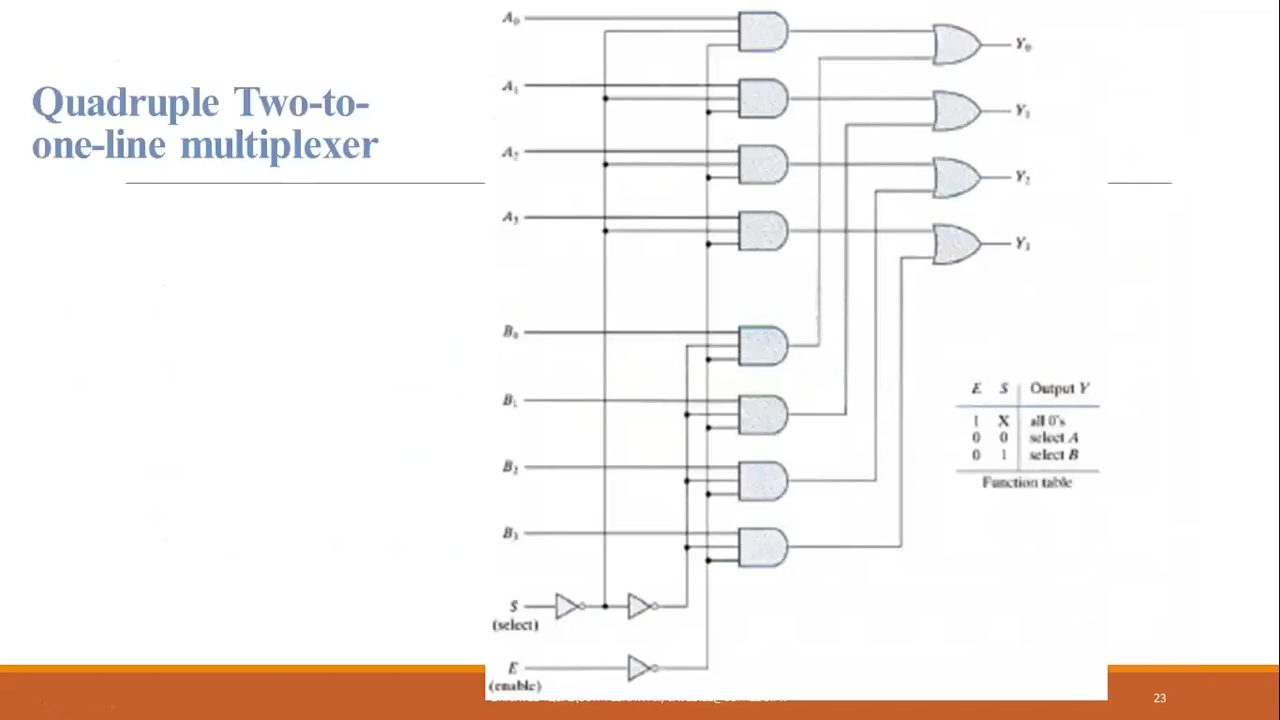 Quadruple Two-to-
one-line multiplexer
A₀
Y₀
A₁
Y₁
A₂
Y₂
A₃
Y₃
B₀
E S Output Y
B₁
1 X all 0's
0 0 select A
0 1 select B
B₂
Function table
B₃
S
(select)
E
(enable)
23